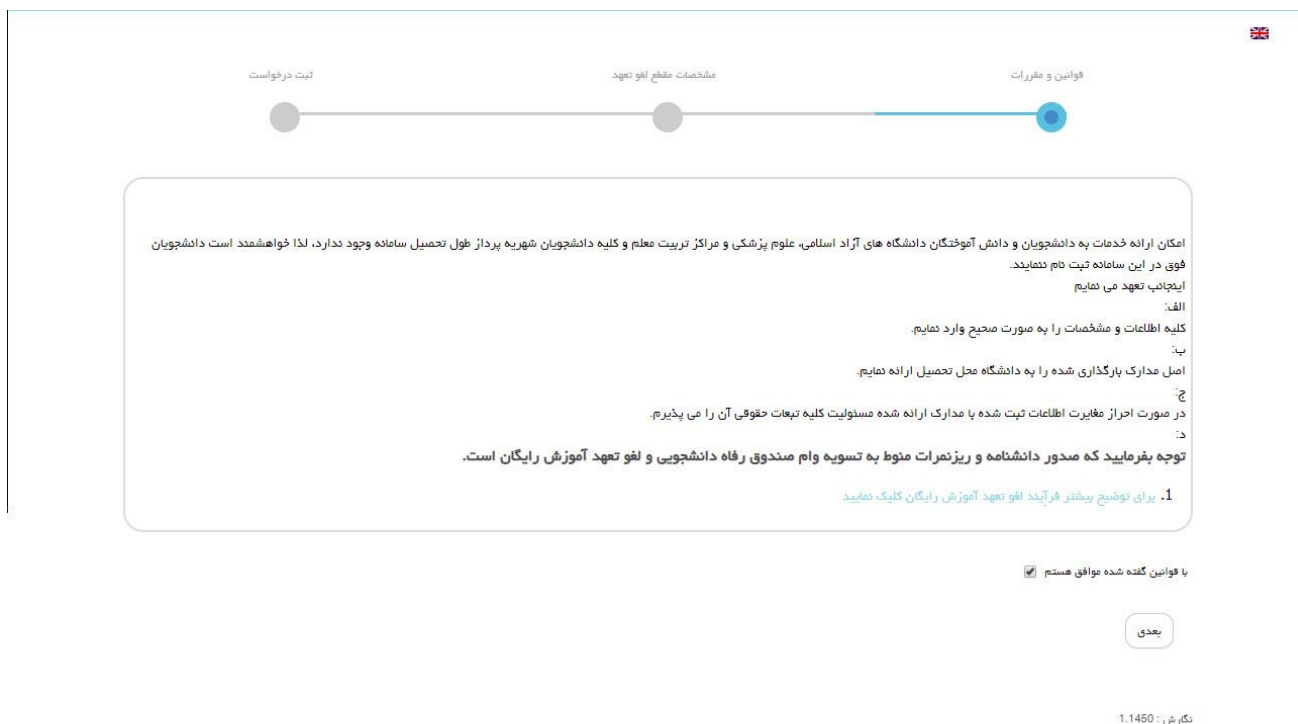 قوانین و مقررات
مشخصات مقطع لغو تعهد
ثبت درخواست
امکان ارائه خدمات به دانشجویان و دانش آموختگان دانشگاه های آزاد اسلامی، علوم پزشکی و مراکز تربیت معلم و کلیه دانشجویان شهریه پرداز طول تحصیل سامانه وجود ندارد، لذا خواهشمند است دانشجویان
فوق در این سامانه ثبت نام ننمایند.
اینجانب تعهد می نمایم
الف:
کلیه اطلاعات و مشخصات را به صورت صحیح وارد نمایم.
ب:
اصل مدارک بارگذاری شده را به دانشگاه محل تحصیل ارائه نمایم.
ج:
در صورت احراز مغایرت اطلاعات ثبت شده با مدارک ارائه شده مسئولیت کلیه تبعات حقوقی آن را می پذیرم.
د:
توجه بفرمایید که صدور دانشنامه و ریزنمرات منوط به تسویه وام صندوق رفاه دانشجویی و لغو تعهد آموزش رایگان است.
1. برای توضیح بیشتر فرآیند لغو تعهد آموزش رایگان کلیک نمایید
با قوانین گفته شده موافق هستم
بعدی
نگارش : 1.1450